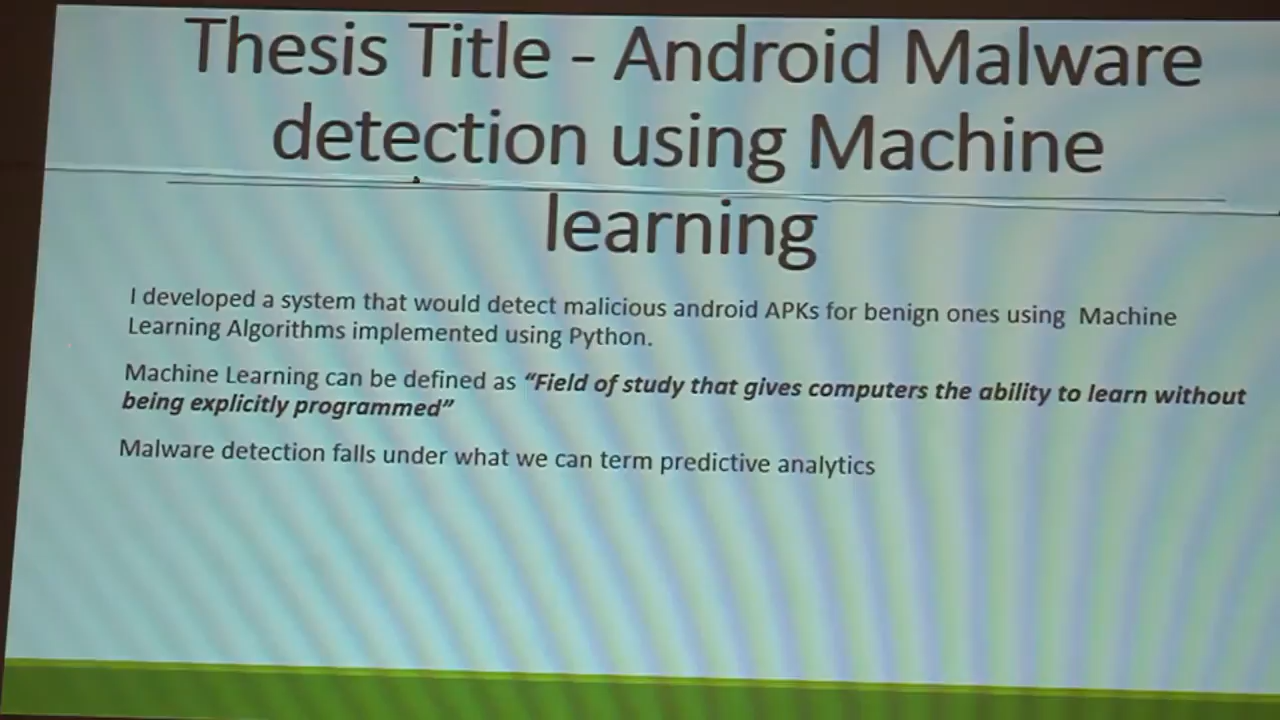 Thesis Title - Android Malware
detection using Machine
learning
I developed a system that would detect malicious android APKs for benign ones using Machine
Learning Algorithms implemented using Python.
Machine Learning can be defined as “Field of study that gives computers the ability to learn without
being explicitly programmed”
Malware detection falls under what we can term predictive analytics